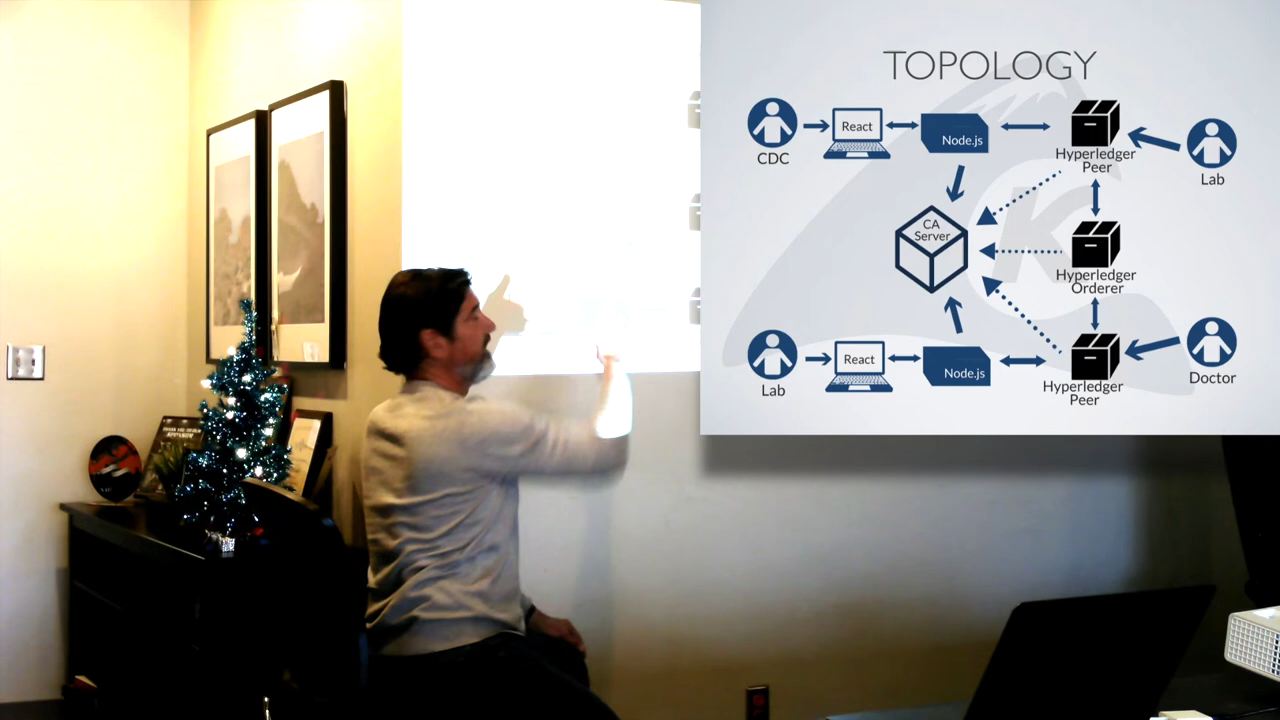 TOPOLOGY
CDC
React
Node.js
Hyperledger
Peer
Lab
CA
Server
Hyperledger
Orderer
Lab
React
Node.js
Hyperledger
Peer
Doctor